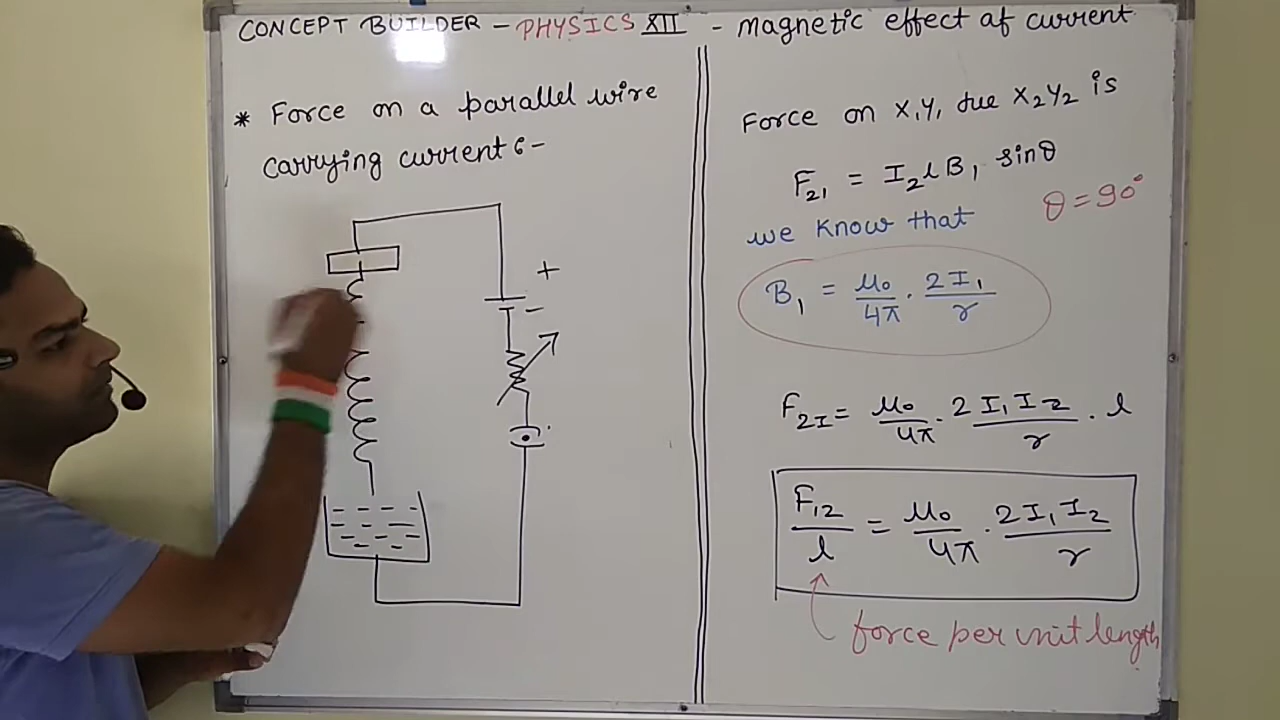 CONCEPT BUILDER – PHYSICS XII - magnetic effect of current
* Force on a parallel wire
carrying current :-
+
-
Force on X₁Y₁ due X₂Y₂ is
F₂₁ = I₂ l B₁ sinθ
θ = 90°
we know that
B₁ = μ₀/4π · 2I₁/r
F₂I = μ₀/4π · 2I₁I₂/r · l
F₁₂/l = μ₀/4π · 2I₁I₂/r
force per unit length